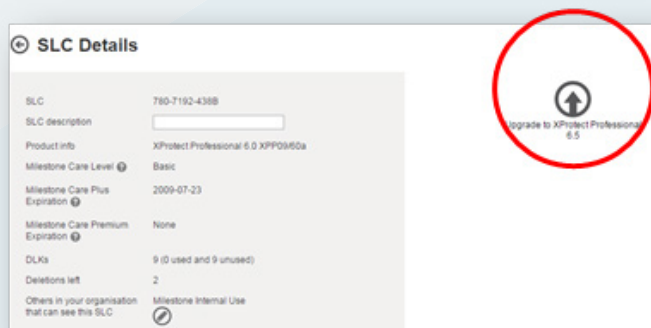 SLC Details
SLC 780-7192-438B
SLC description
Product info XProtect Professional 6.0 XPP09/60a
Milestone Care Level Basic
Milestone Care Plus
Expiration
2009-07-23
Milestone Care Premium
Expiration
None
DLKs 9 (0 used and 9 unused)
Deletions left 2
Others in your organisation
that can see this SLC
Milestone Internal Use
Upgrade to XProtect Professional
6.5